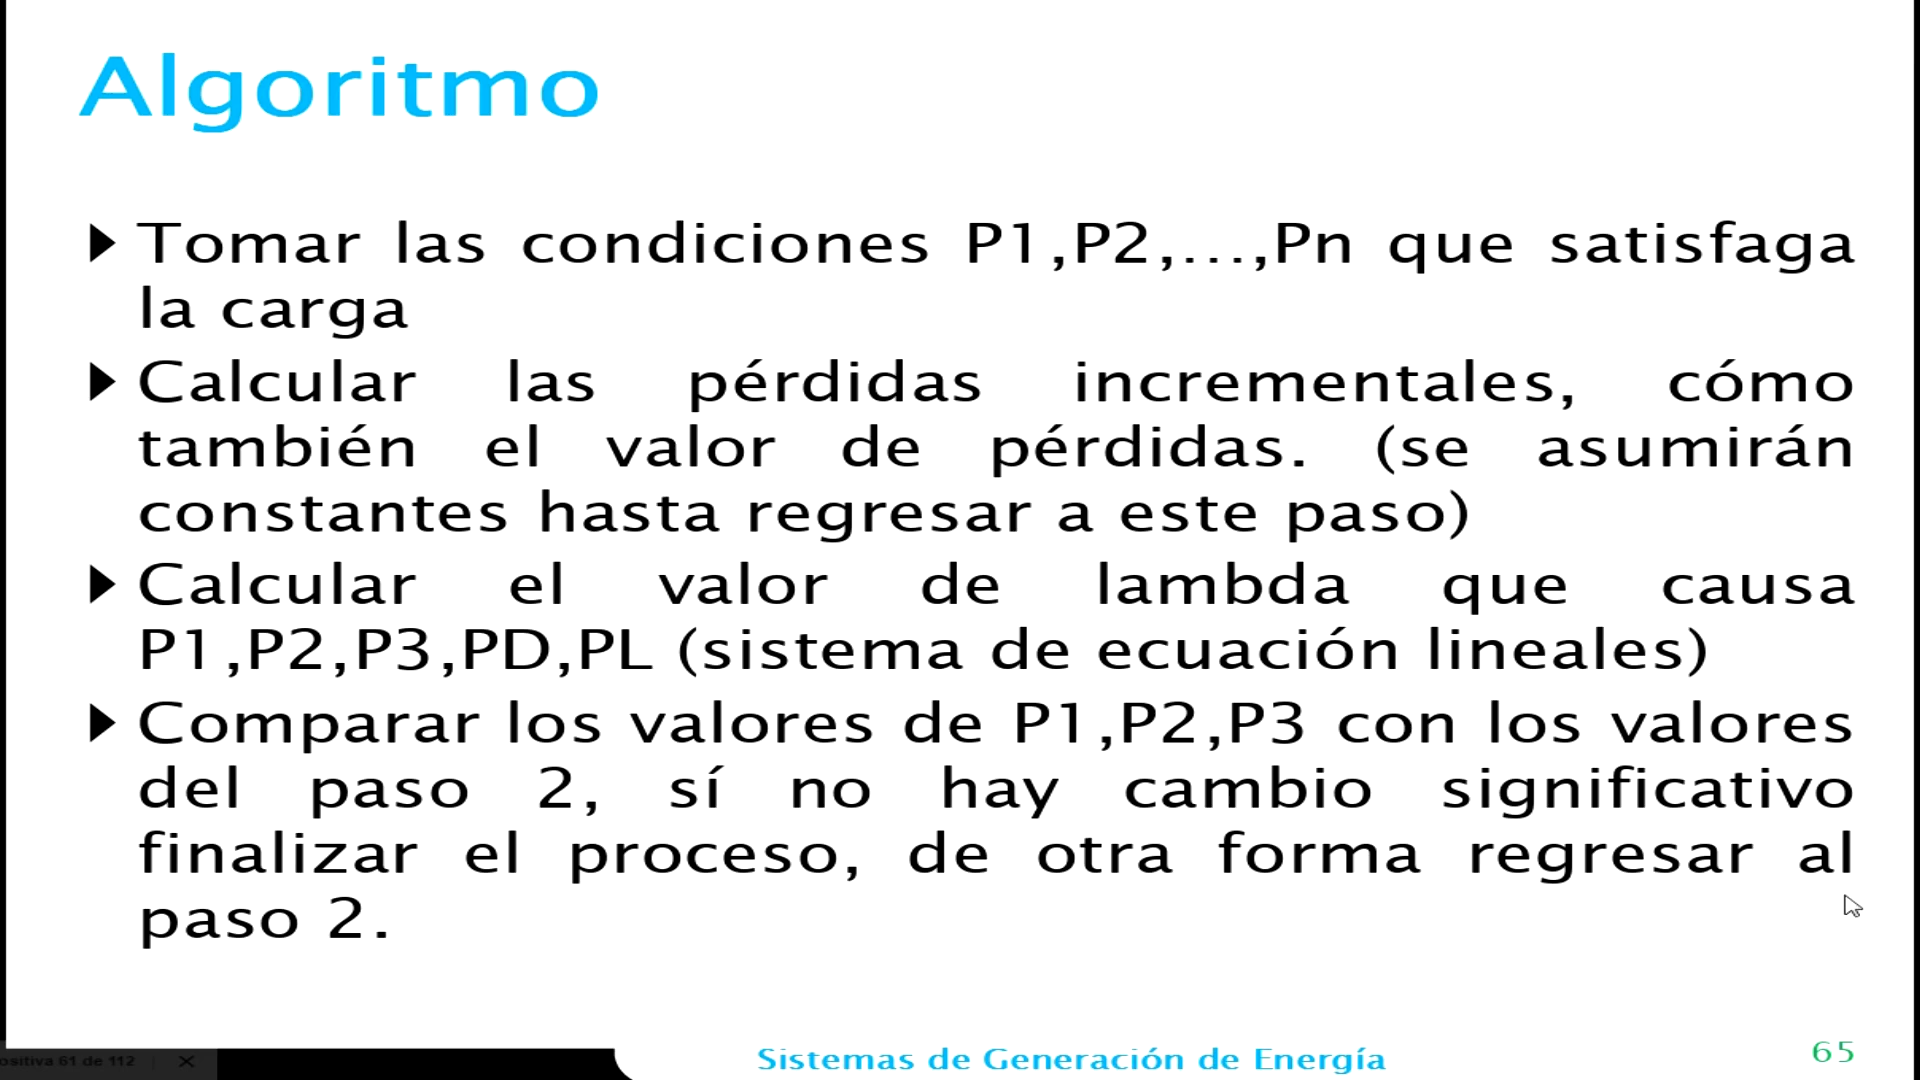 Algoritmo
Tomar las condiciones P1,P2,...,Pn que satisfaga
la carga
Calcular las pérdidas incrementales, cómo
también el valor de pérdidas. (se asumirán
constantes hasta regresar a este paso)
Calcular el valor de lambda que causa
P1,P2,P3,PD,PL (sistema de ecuación lineales)
Comparar los valores de P1,P2,P3 con los valores
del paso 2, sí no hay cambio significativo
finalizar el proceso, de otra forma regresar al
paso 2.
ositiva 61 de 112
Sistemas de Generación de Energía
65